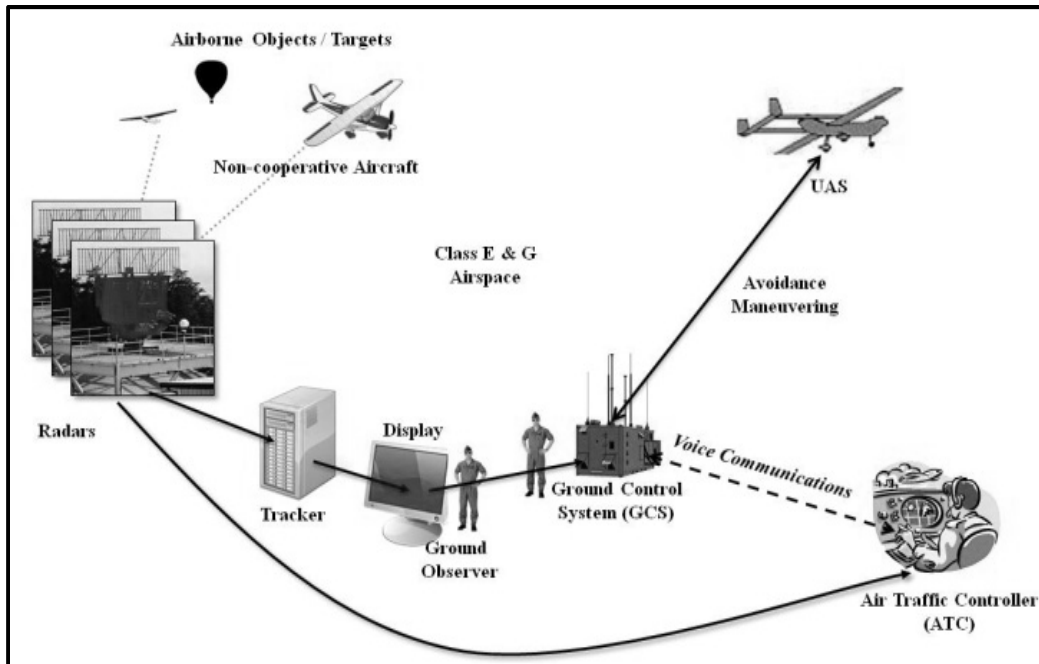 Airborne Objects / Targets
Non-cooperative Aircraft
UAS
Class E & G
Airspace
Avoidance
Maneuvering
Radars
Display
Voice Communications
Tracker
Ground Control
System (GCS)
Ground
Observer
Air Traffic Controller
(ATC)